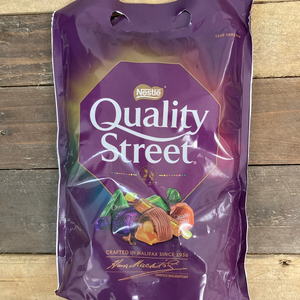 Nestlé
Quality
Street
CRAFTED IN HALIFAX SINCE 1936